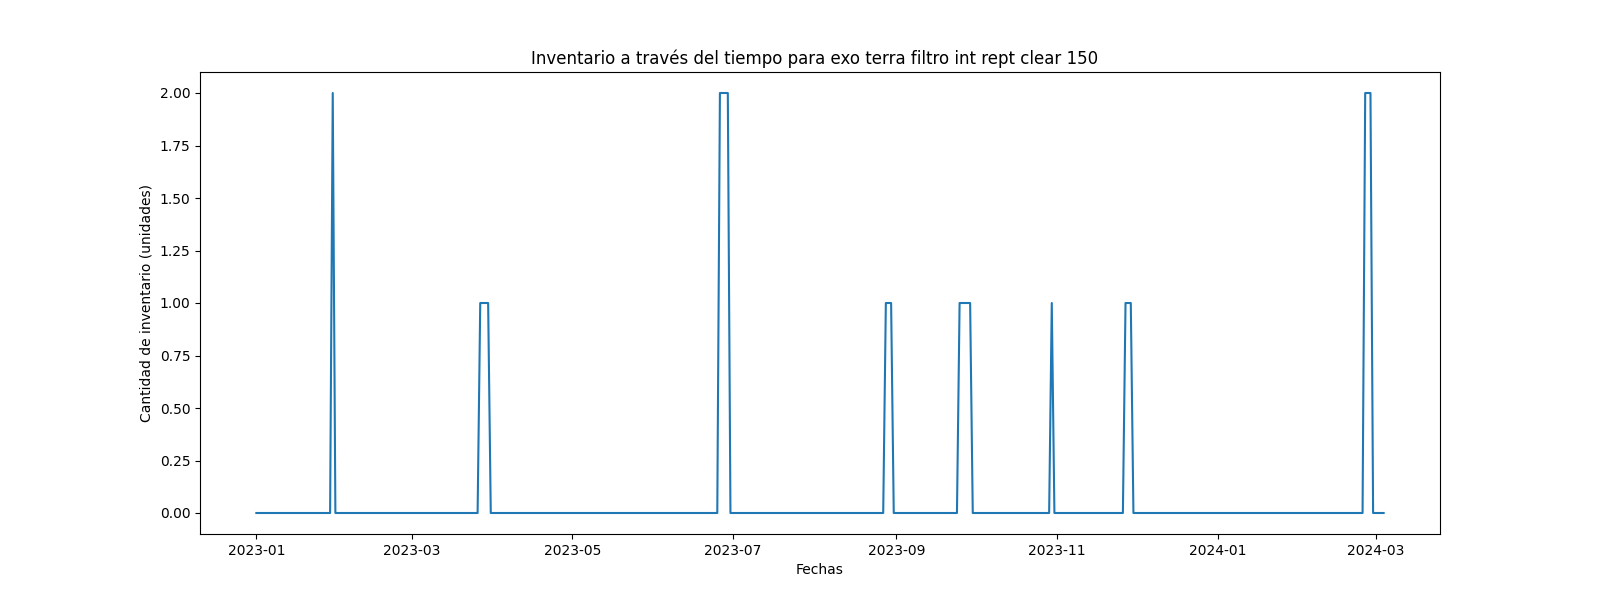 Inventario a través del tiempo para exo terra filtro int rept clear 150
Cantidad de inventario (unidades)
2.00
1.75
1.50
1.25
1.00
0.75
0.50
0.25
0.00
2023-01 2023-03 2023-05 2023-07 2023-09 2023-11 2024-01 2024-03
Fechas